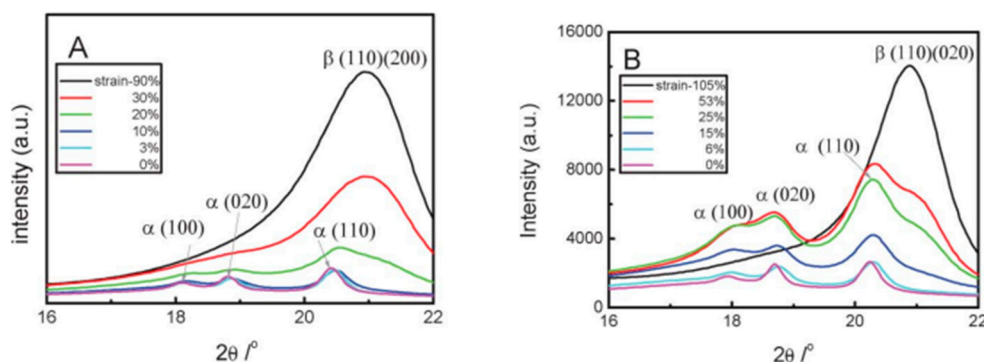 A
β (110)(200)
strain-90%
30%
20%
10%
3%
0%
α (100)
α (020)
α (110)
intensity (a.u.)
16 18 20 22
2θ /°
B
β (110)(020)
strain-105%
53%
25%
15%
6%
0%
α (110)
α (020)
α (100)
Intensity (a.u.)
16000
12000
8000
4000
0
16 18 20 22
2θ /°